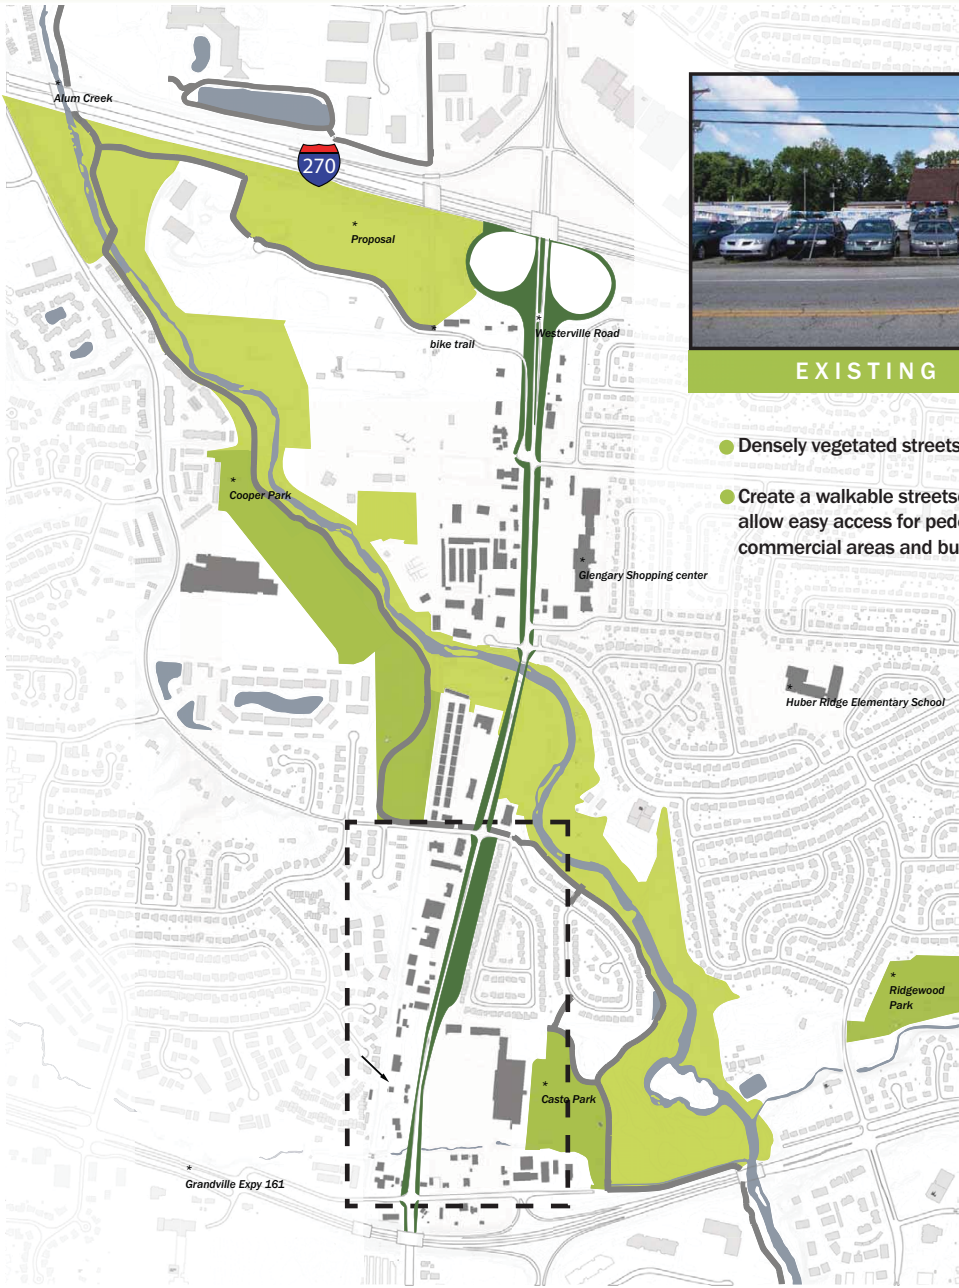 Alum Creek
270
Proposal
bike trail
Westerville Road
EXISTING
Densely vegetated streets
Cooper Park
Create a walkable streets
allow easy access for ped
commercial areas and bu
Glengary Shopping center
Huber Ridge Elementary School
Ridgewood
Park
Casto Park
Grandville Expy 161